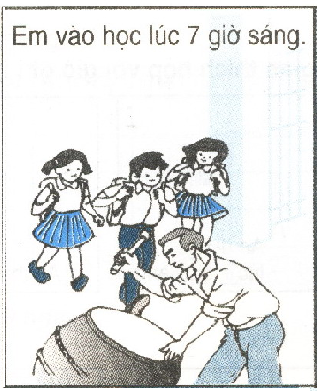 Em vào học lúc 7 giờ sáng.